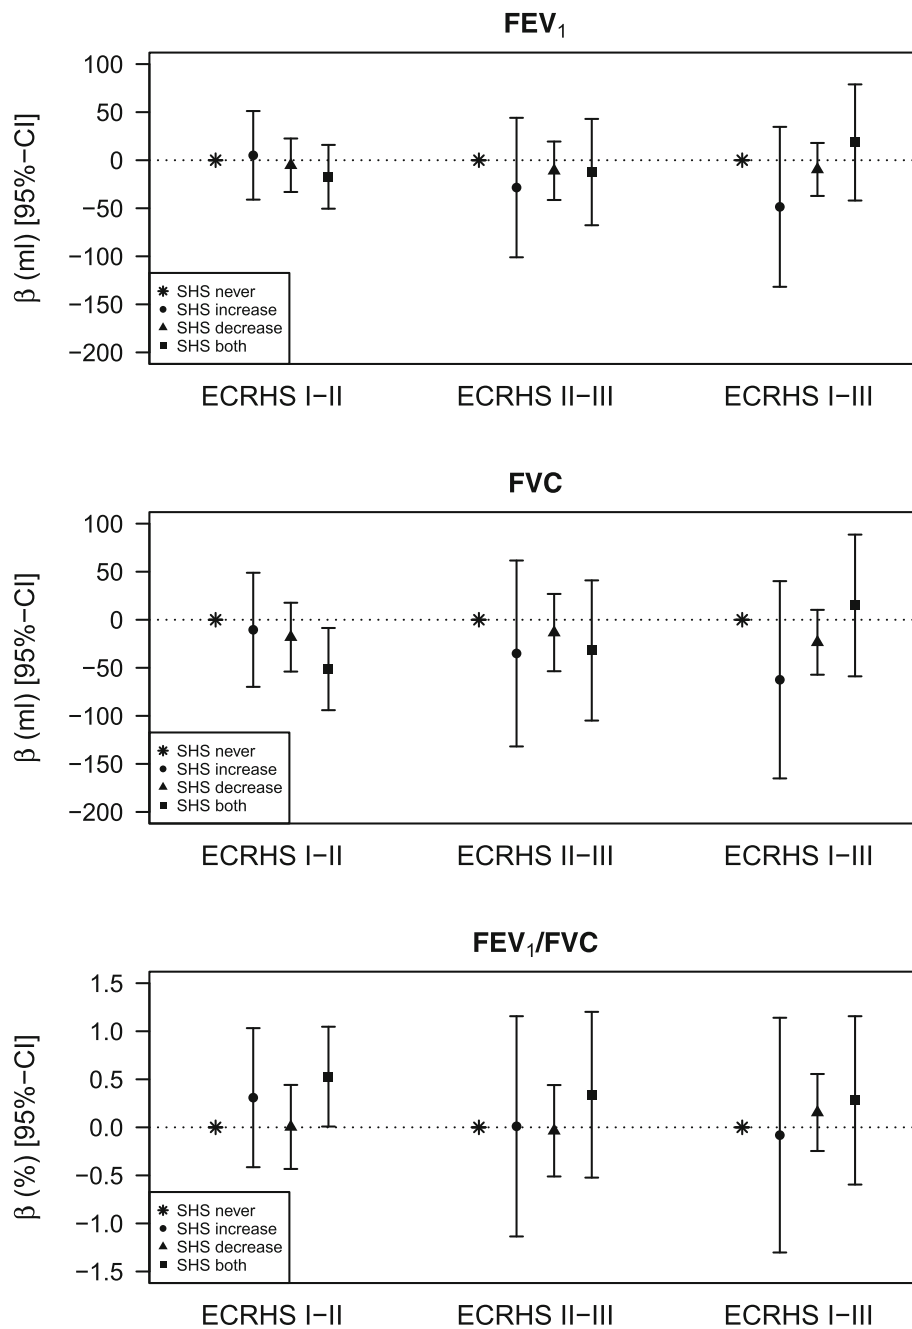 FEV₁
β (ml) [95%−CI]
100
50
0
−50
−100
−150
−200
SHS never
SHS increase
SHS decrease
SHS both
ECRHS I−II
ECRHS II−III
ECRHS I−III
FVC
β (ml) [95%−CI]
100
50
0
−50
−100
−150
−200
SHS never
SHS increase
SHS decrease
SHS both
ECRHS I−II
ECRHS II−III
ECRHS I−III
FEV₁/FVC
β (%) [95%−CI]
1.5
1.0
0.5
0.0
−0.5
−1.0
−1.5
SHS never
SHS increase
SHS decrease
SHS both
ECRHS I−II
ECRHS II−III
ECRHS I−III